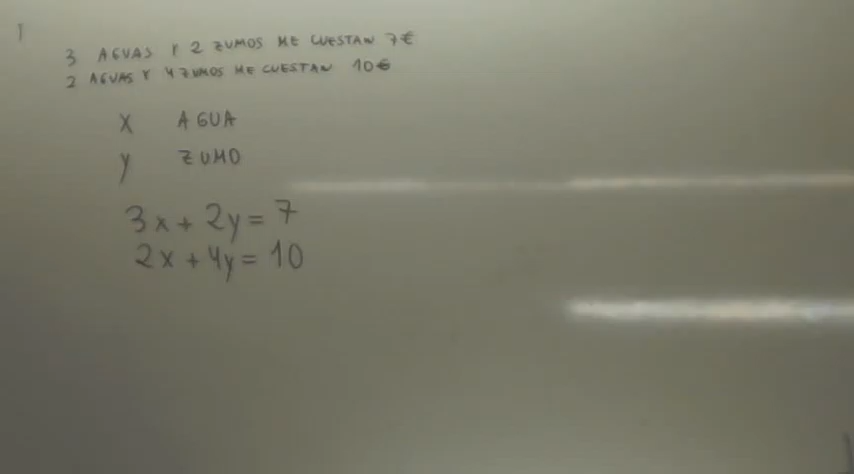 3 AGUAS Y 2 ZUMOS ME CUESTAN 7€
2 AGUAS Y 4 ZUMOS ME CUESTAN 10€
X AGUA
y ZUMO
3x + 2y = 7
2x + 4y = 10